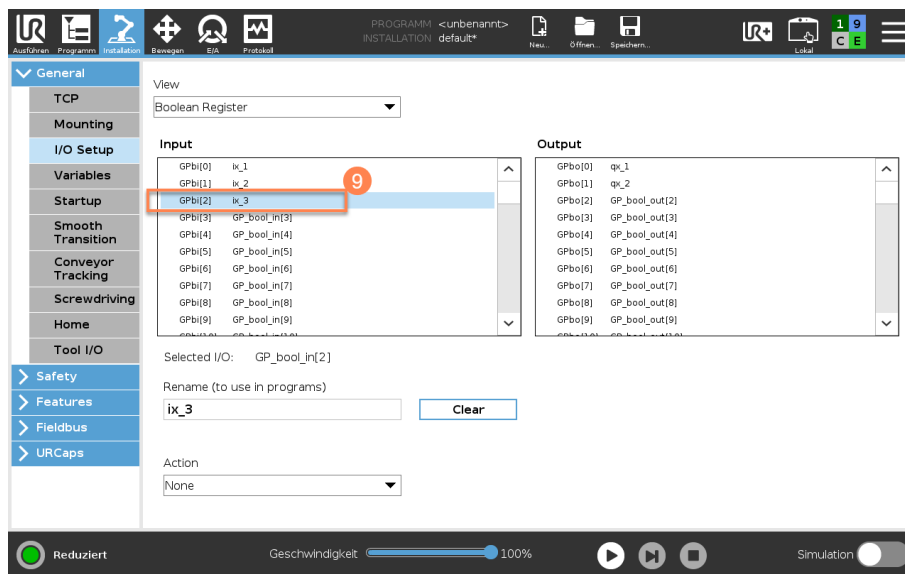 UR
PROGRAMM <unbenannt>
INSTALLATION default*
UR+
1 9
C E
Ausführen Programm Installation Bewegen E/A Protokoll Neu... Öffnen... Speichern... Lokal
General
TCP
Mounting
I/O Setup
Variables
Startup
Smooth
Transition
Conveyor
Tracking
Screwdriving
Home
Tool I/O
Safety
Features
Fieldbus
URCaps
View
Boolean Register
Input
GPbi[0] ix_1
GPbi[1] ix_2
9
GPbi[2] ix_3
GPbi[3] GP_bool_in[3]
GPbi[4] GP_bool_in[4]
GPbi[5] GP_bool_in[5]
GPbi[6] GP_bool_in[6]
GPbi[7] GP_bool_in[7]
GPbi[8] GP_bool_in[8]
GPbi[9] GP_bool_in[9]
Output
GPbo[0] qx_1
GPbo[1] qx_2
GPbo[2] GP_bool_out[2]
GPbo[3] GP_bool_out[3]
GPbo[4] GP_bool_out[4]
GPbo[5] GP_bool_out[5]
GPbo[6] GP_bool_out[6]
GPbo[7] GP_bool_out[7]
GPbo[8] GP_bool_out[8]
GPbo[9] GP_bool_out[9]
Selected I/O: GP_bool_in[2]
Rename (to use in programs)
ix_3
Clear
Action
None
Reduziert
Geschwindigkeit 100%
Simulation